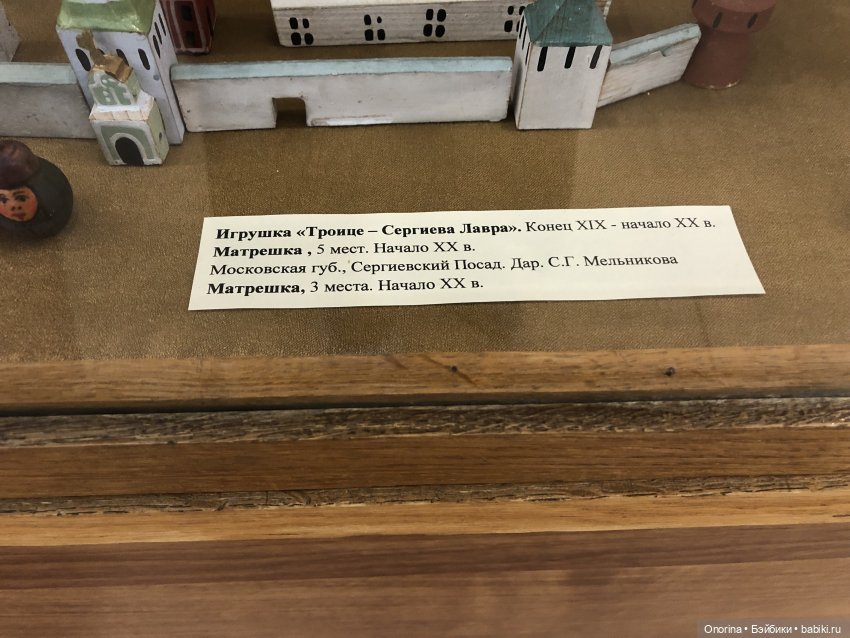 Игрушка «Троице – Сергиева Лавра». Конец XIX - начало XX в.
Матрешка , 5 мест. Начало XX в.
Московская губ., Сергиевский Посад. Дар. С.Г. Мельникова
Матрешка, 3 места. Начало XX в.
Onorina • Бэйбики • babiki.ru